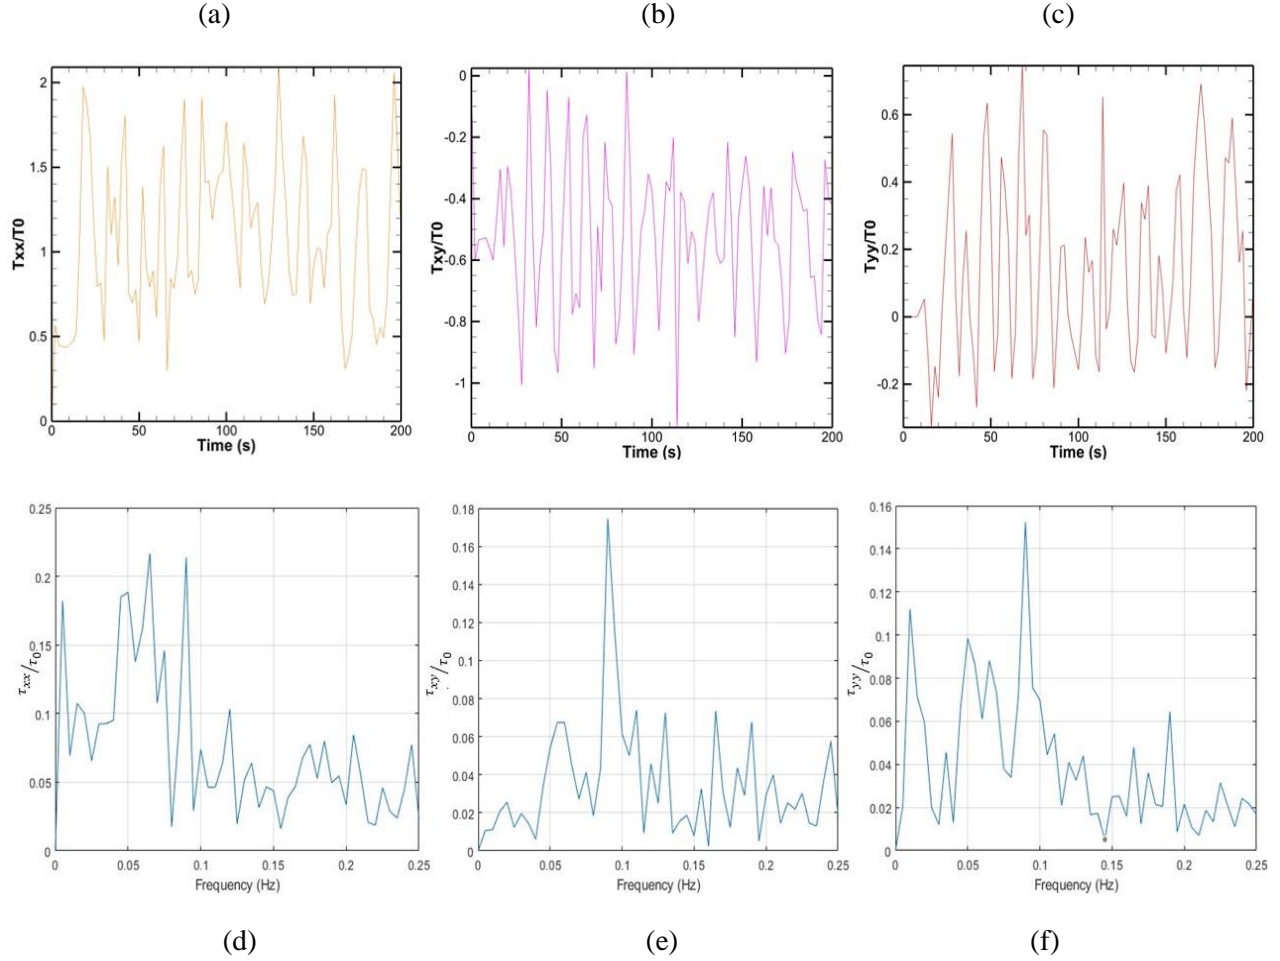 (a) (b) (c)
2
1.5
1
0.5
0
Txx/T0
0 50 100 150 200
Time (s)
0
-0.2
-0.4
-0.6
-0.8
-1
Txy/T0
0 50 100 150 200
Time (s)
0.6
0.4
0.2
0
-0.2
Tyy/T0
0 50 100 150 200
Time (s)
0.25
0.2
0.15
0.1
0.05
0
τxx/τ0
0 0.05 0.1 0.15 0.2 0.25
Frequency (Hz)
0.18
0.16
0.14
0.12
0.1
0.08
0.06
0.04
0.02
0
τxy/τ0
0 0.05 0.1 0.15 0.2 0.25
Frequency (Hz)
0.16
0.14
0.12
0.1
0.08
0.06
0.04
0.02
0
τyy/τ0
0 0.05 0.1 0.15 0.2 0.25
Frequency (Hz)
(d) (e) (f)